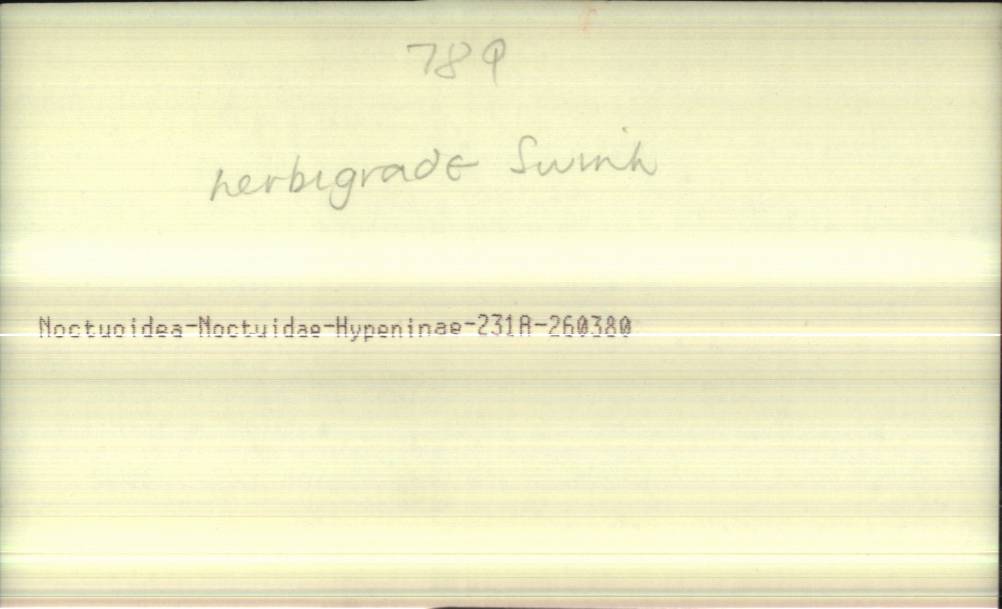 789
herbigrade Swinh
Noctuoidea-Noctuidae-Hypeninae-231A-260380